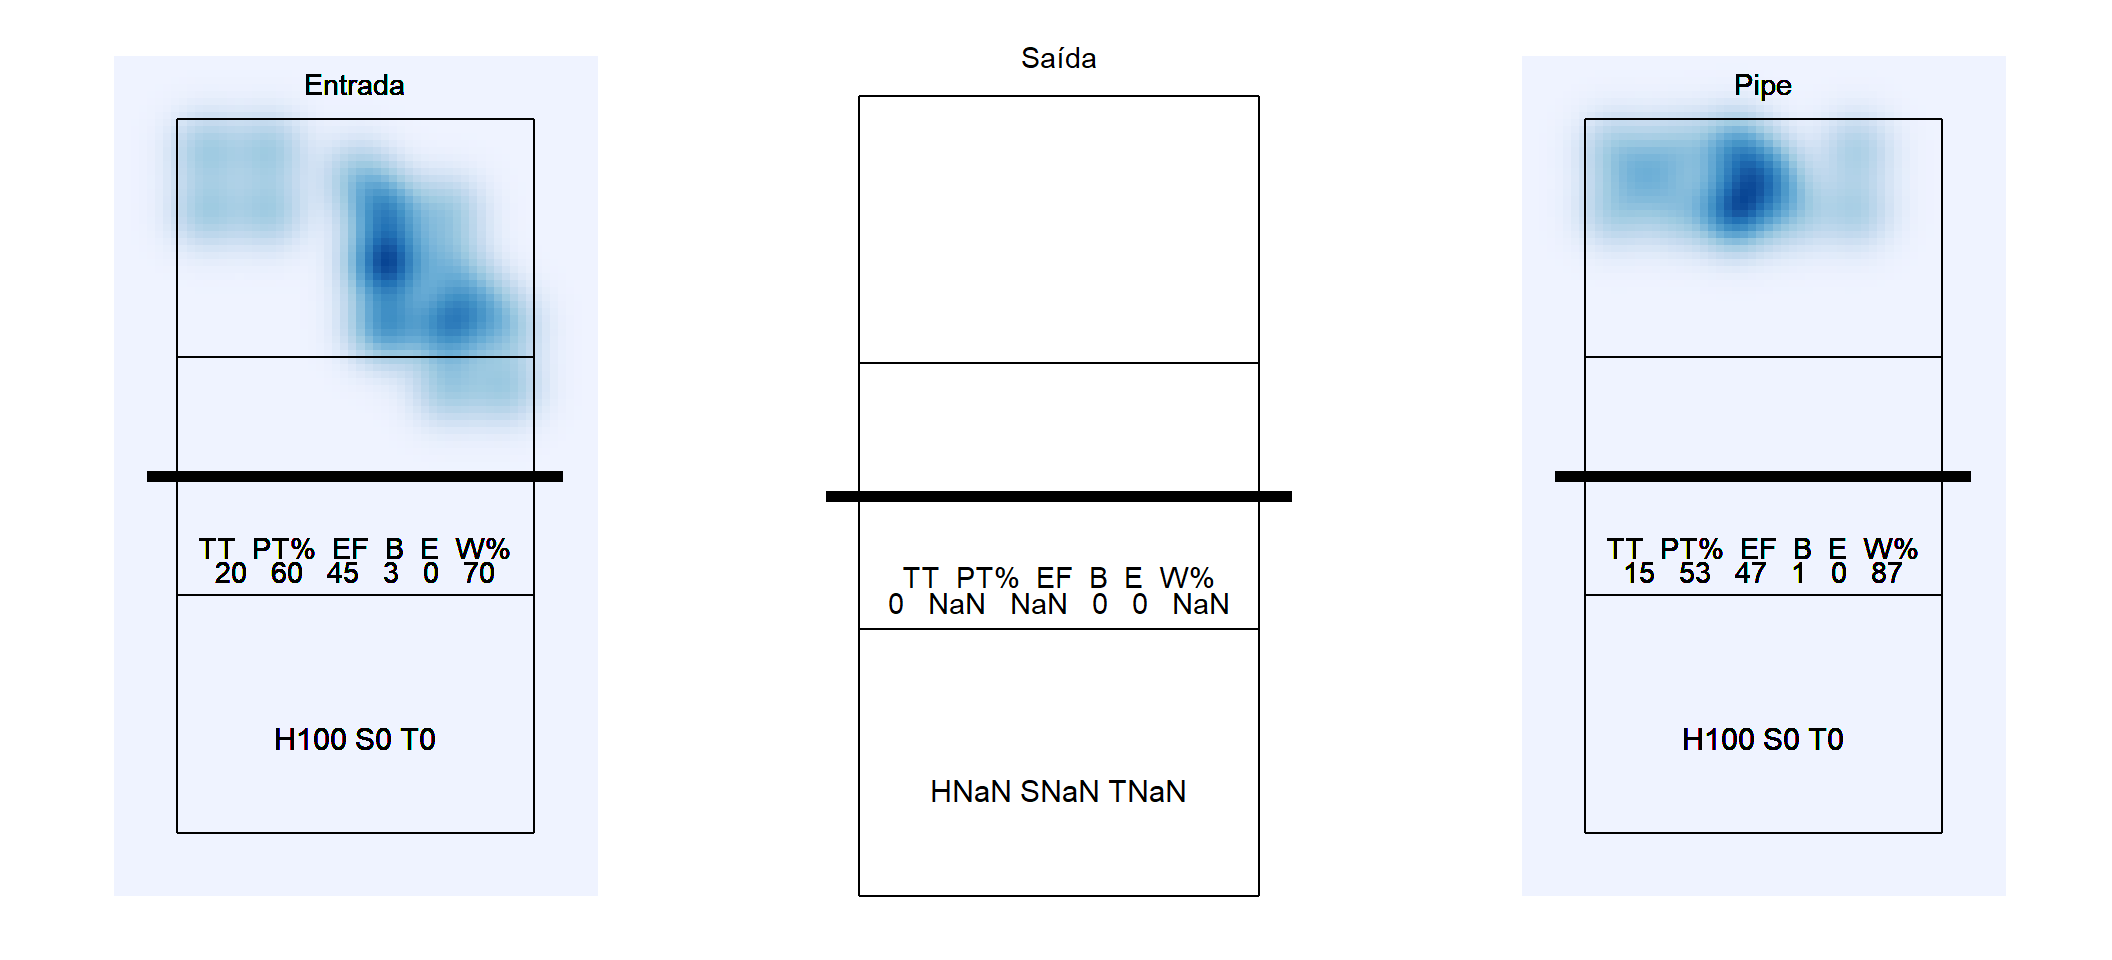 Entrada
TT PT% EF B E W%
20 60 45 3 0 70
H100 S0 T0
Saída
TT PT% EF B E W%
0 NaN NaN 0 0 NaN
HNaN SNaN TNaN
Pipe
TT PT% EF B E W%
15 53 47 1 0 87
H100 S0 T0